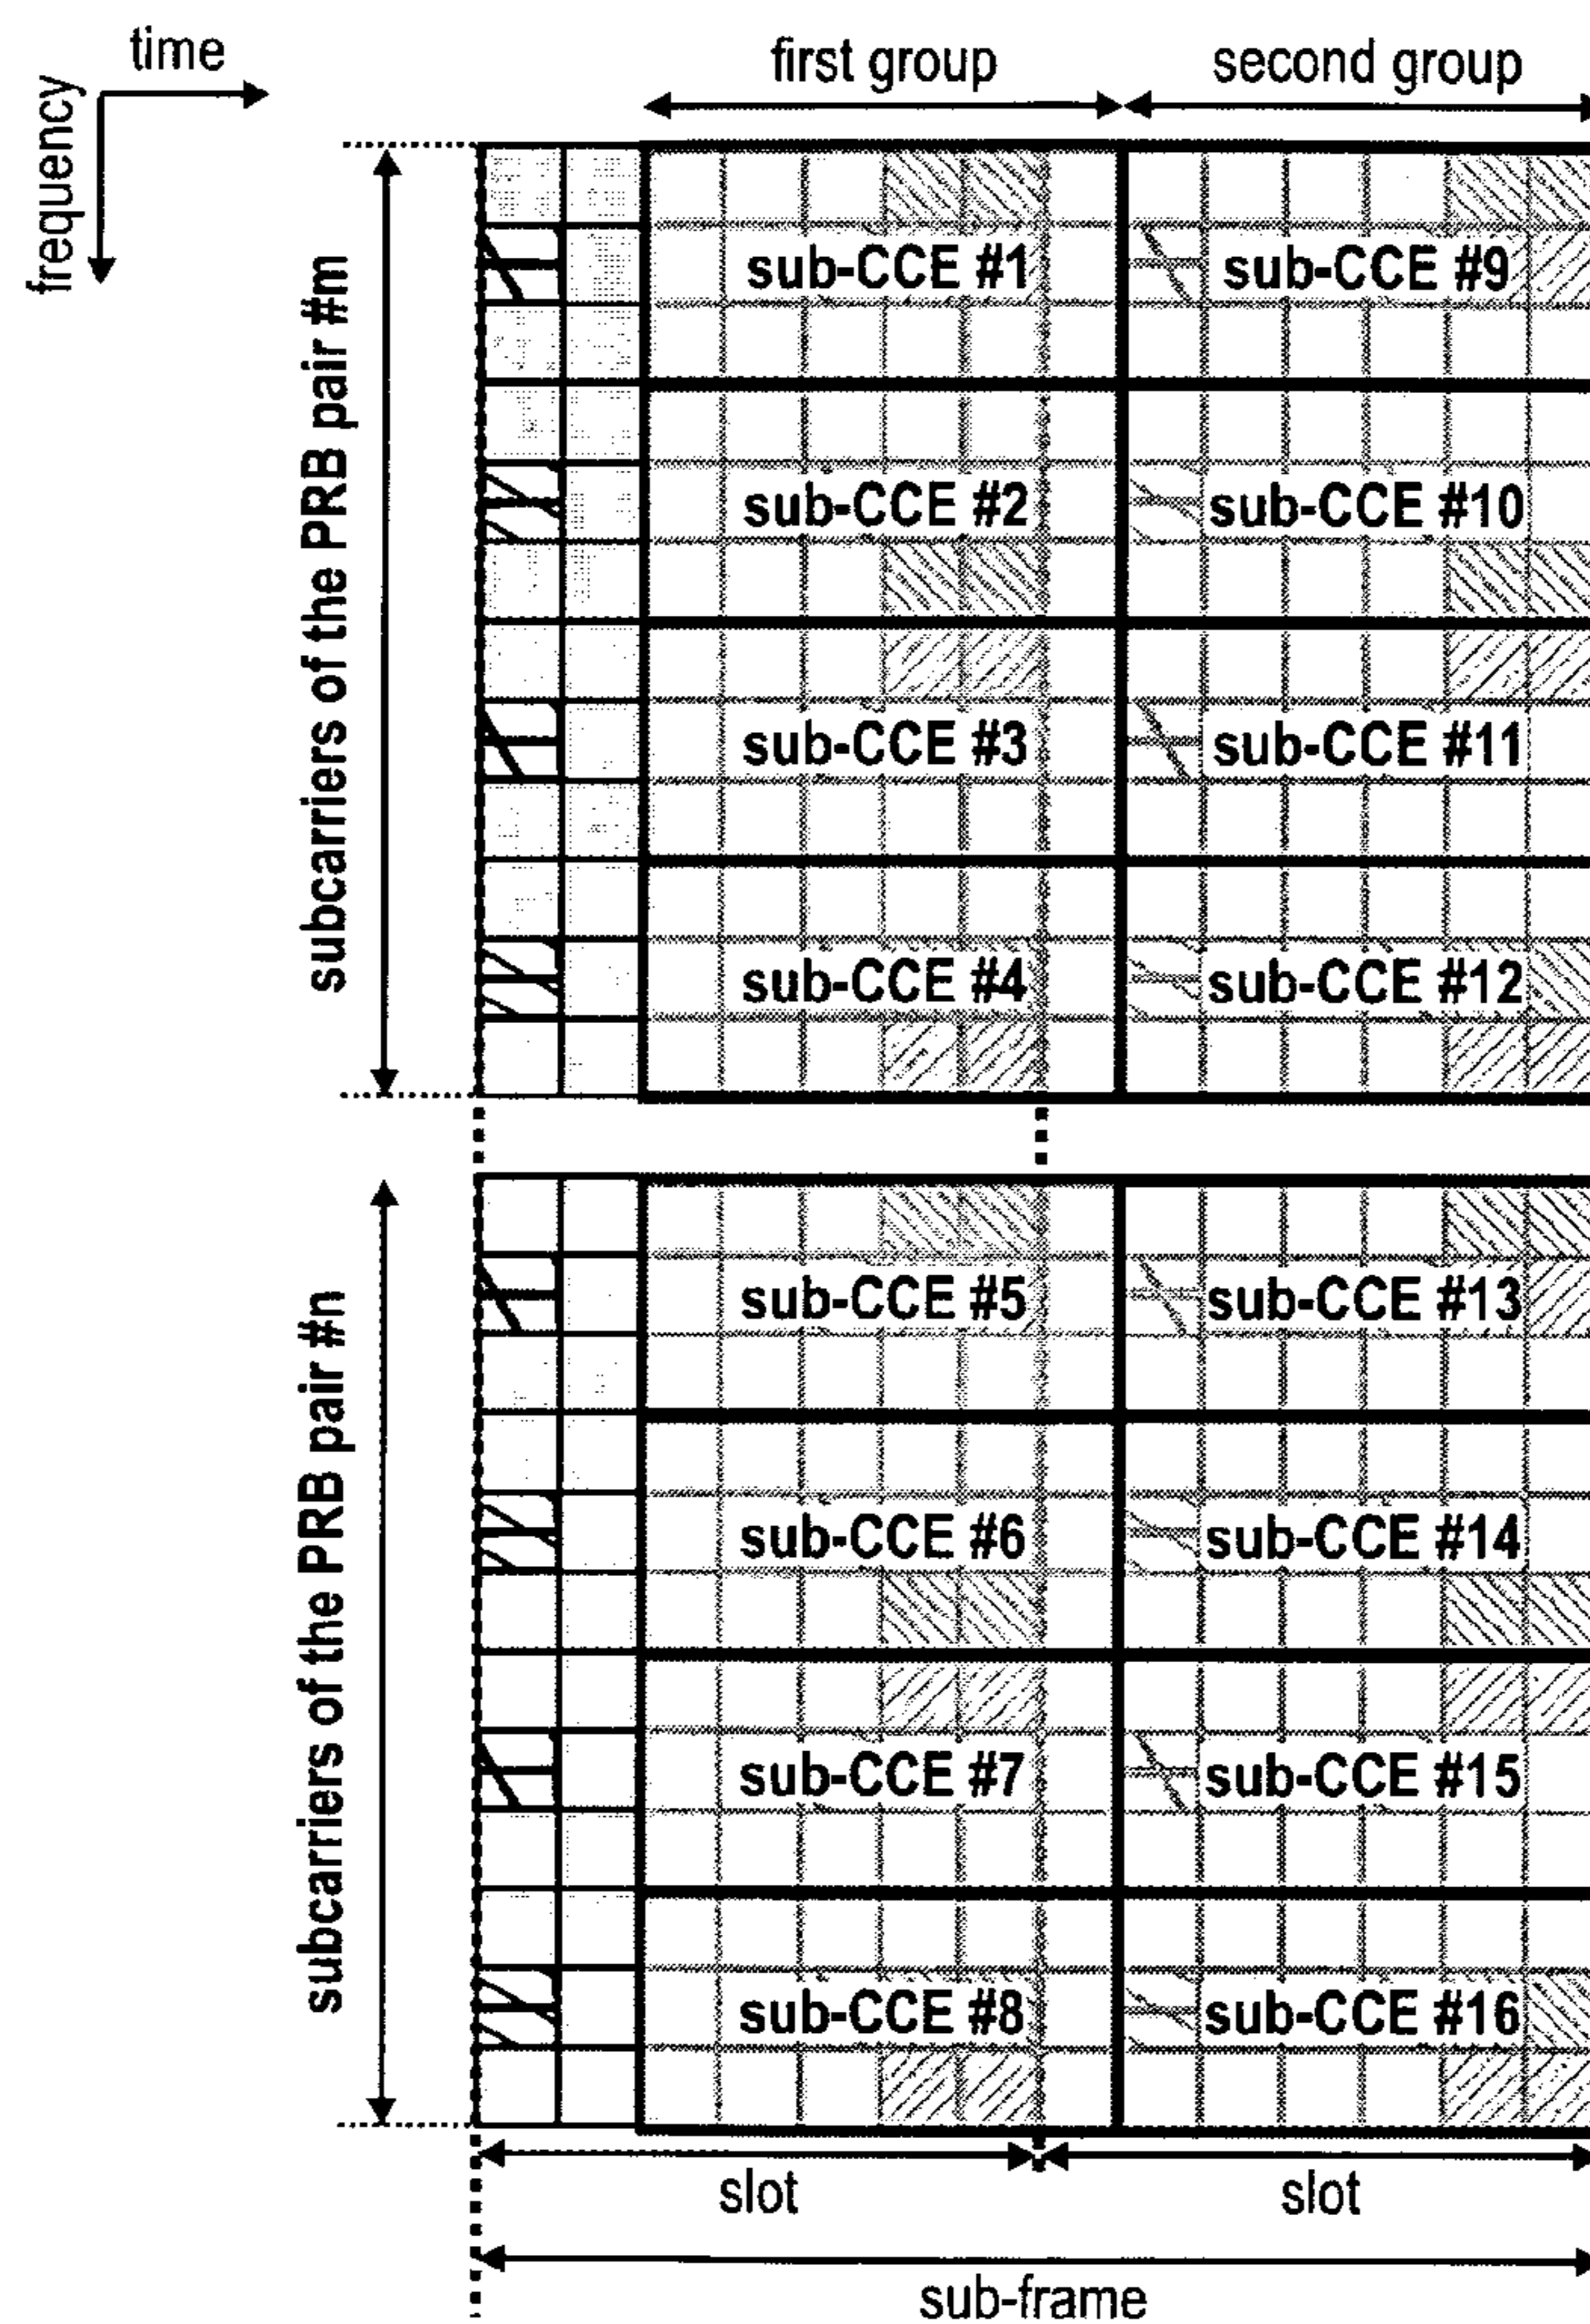 time
first group
second group
frequency
subcarriers of the PRB pair #m
sub-CCE #1
sub-CCE #9
sub-CCE #2
sub-CCE #10
sub-CCE #3
sub-CCE #11
sub-CCE #4
sub-CCE #12
subcarriers of the PRB pair #n
sub-CCE #5
sub-CCE #13
sub-CCE #6
sub-CCE #14
sub-CCE #7
sub-CCE #15
sub-CCE #8
sub-CCE #16
slot
slot
sub-frame